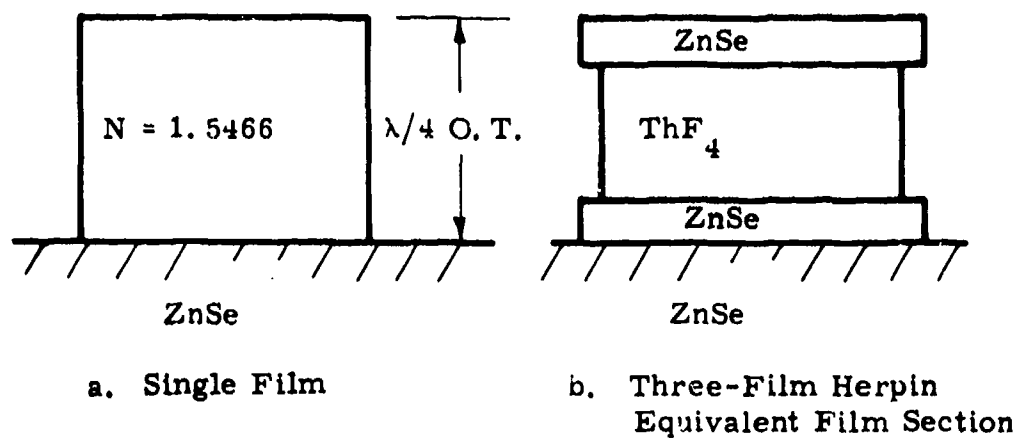 ZnSe
N = 1.5466
λ/4 O. T.
ThF4
ZnSe
ZnSe
ZnSe
a. Single Film
b. Three-Film Herpin
Equivalent Film Section